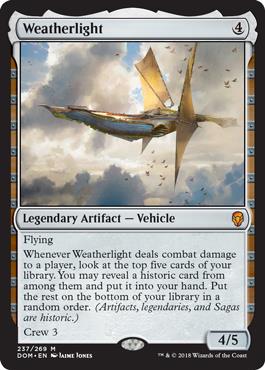 Weatherlight 4
Legendary Artifact — Vehicle
Flying
Whenever Weatherlight deals combat damage
to a player, look at the top five cards of your
library. You may reveal a historic card from
among them and put it into your hand. Put
the rest on the bottom of your library in a
random order. (Artifacts, legendaries, and Sagas
are historic.)
Crew 3
4/5
237/269 M
DOM • EN Jaime Jones
™ & © 2018 Wizards of the Coast